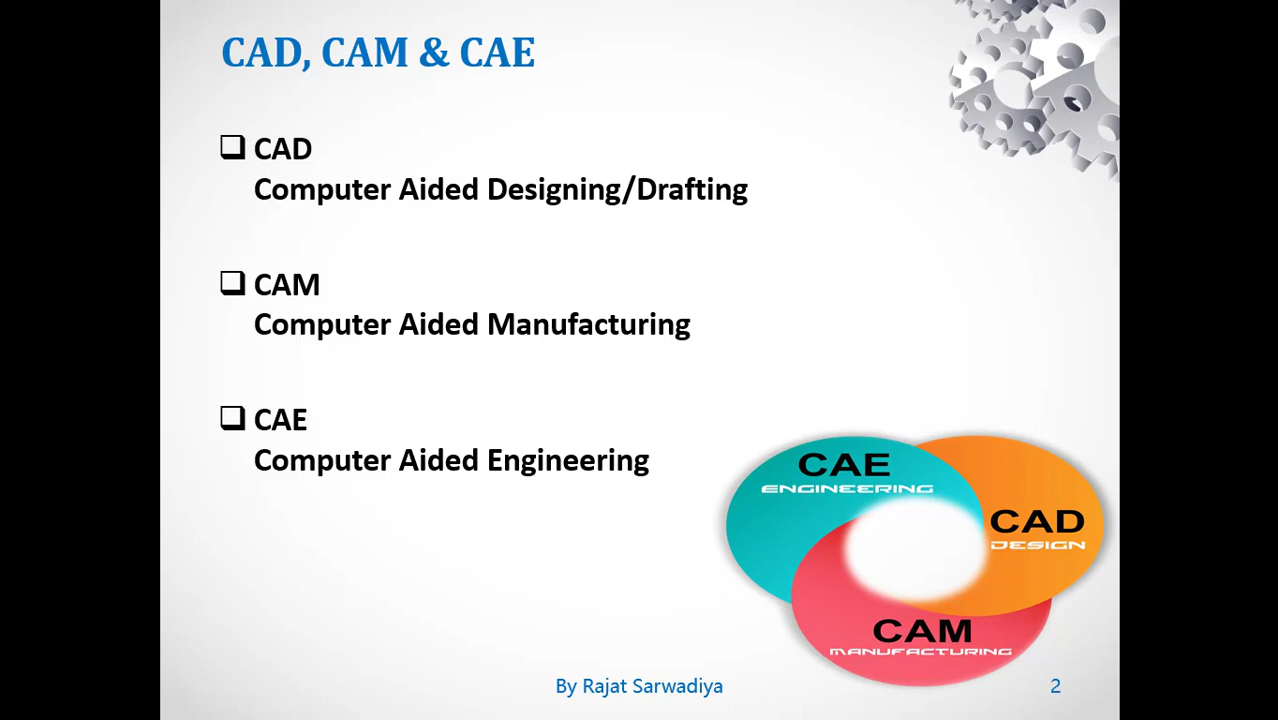 CAD, CAM & CAE
CAD
Computer Aided Designing/Drafting
CAM
Computer Aided Manufacturing
CAE
Computer Aided Engineering
CAE
ENGINEERING
CAD
DESIGN
CAM
MANUFACTURING
By Rajat Sarwadiya
2